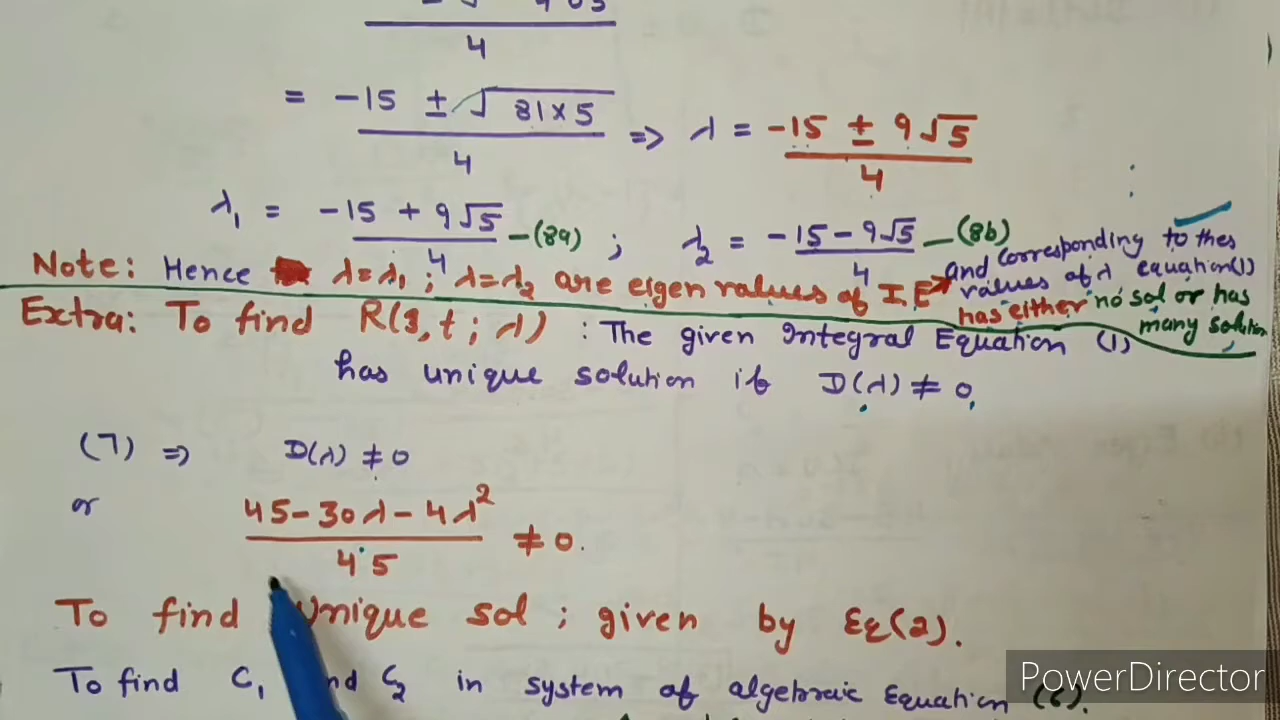 4
= -15 ± √81×5 / 4 => λ = -15 ± 9√5 / 4
λ₁ = -15 + 9√5 / 4 -(8a) ; λ₂ = -15 - 9√5 / 4 -(8b)
Note: Hence λ=λ₁ ; λ=λ₂ are eigen values of I.E
and corresponding to thes
values of λ equation(1)
has either no sol or has
many solution
Extra: To find R(s, t ; λ) : The given Integral Equation (1)
has unique solution if D(λ) ≠ 0,
(7) => D(λ) ≠ 0
or 45-30λ-4λ² / 45 ≠ 0.
To find Unique sol ; given by Eq(2).
To find C₁ and C₂ in system of algebraic Equation (6).
PowerDirector